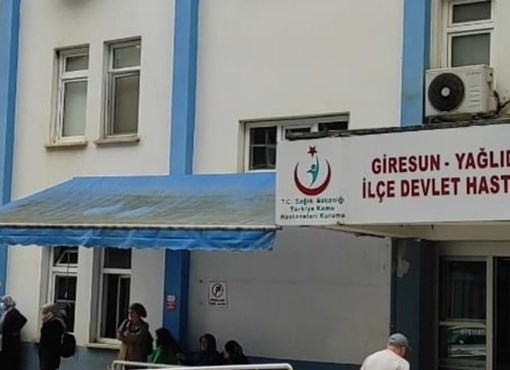 GİRESUN - YAĞLID
İLÇE DEVLET HAST
T.C. Sağlık Bakanlığı
Türkiye Kamu
Hastaneleri Kurumu